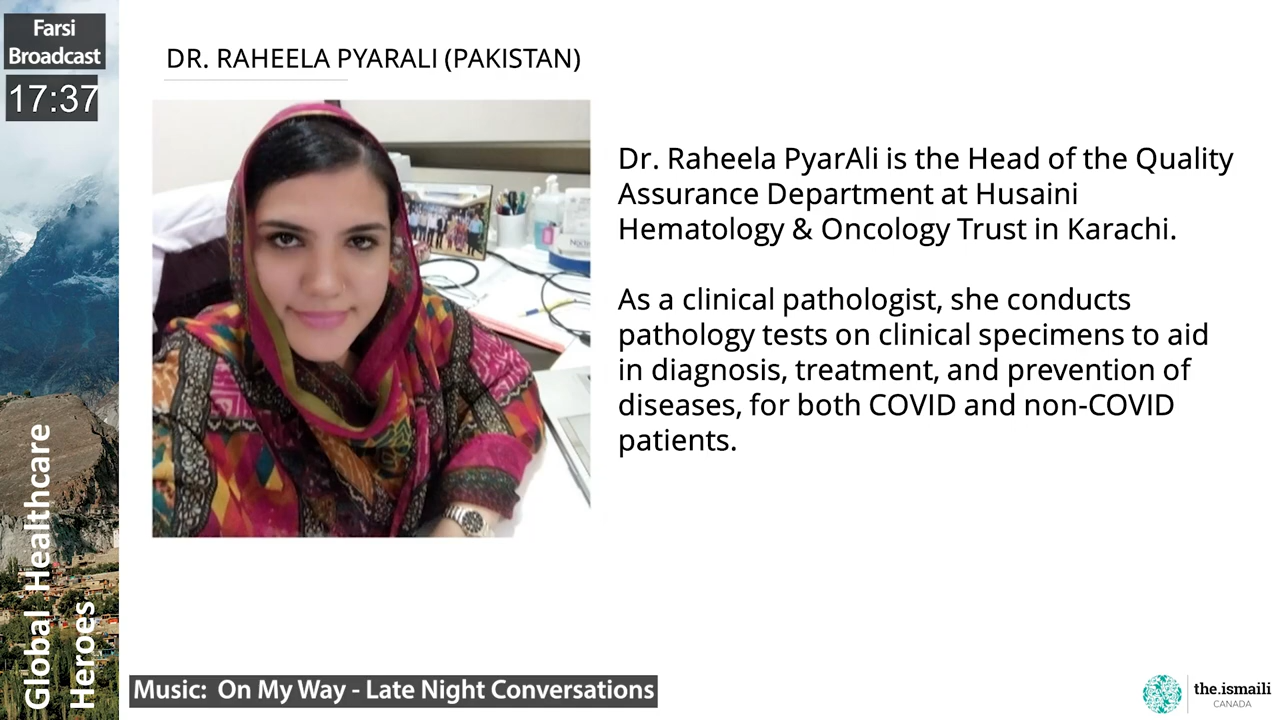 Farsi
Broadcast
17:37
Global Healthcare
Heroes
DR. RAHEELA PYARALI (PAKISTAN)
Dr. Raheela PyarAli is the Head of the Quality
Assurance Department at Husaini
Hematology & Oncology Trust in Karachi.
As a clinical pathologist, she conducts
pathology tests on clinical specimens to aid
in diagnosis, treatment, and prevention of
diseases, for both COVID and non-COVID
patients.
Music: On My Way - Late Night Conversations
the.ismaili
CANADA